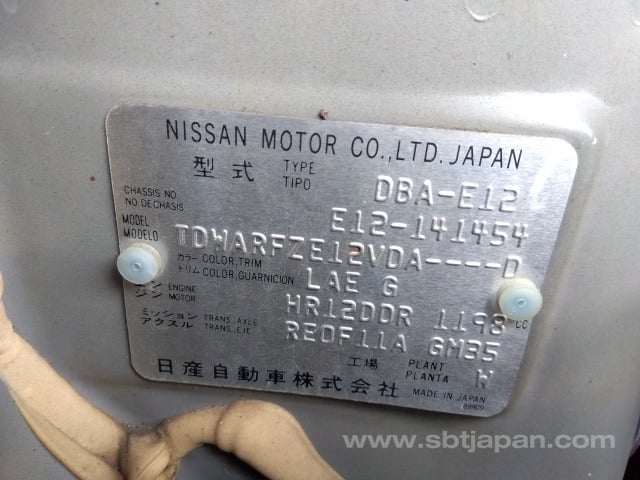 NISSAN MOTOR CO.,LTD. JAPAN
型式 TYPE TIPO DBA-E12
CHASSIS NO. NO.DECHASIS E12-141454
MODEL MODELO TDWARFZE12VDA----D
カラー トリム COLOR,TRIM COLOR,GUARNICION LAE G
ジン ENGINE MOTOR HR12DDR 1198 CC
ミッション アクスル TRANS.,AXLE TRANS.,EJE RE0F11A GM35
工場 PLANT PLANTA W
日産自動車株式会社 MADE IN JAPAN
www.sbtjapan.com